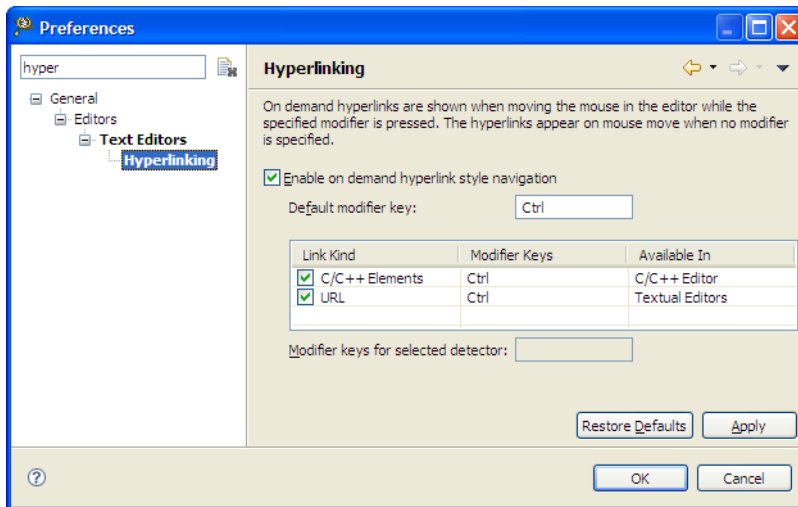 Preferences
hyper
Hyperlinking
General
Editors
Text Editors
Hyperlinking
On demand hyperlinks are shown when moving the mouse in the editor while the
specified modifier is pressed. The hyperlinks appear on mouse move when no modifier
is specified.
Enable on demand hyperlink style navigation
Default modifier key: Ctrl
Link Kind Modifier Keys Available In
C/C++ Elements Ctrl C/C++ Editor
URL Ctrl Textual Editors
Modifier keys for selected detector:
Restore Defaults Apply
? OK Cancel